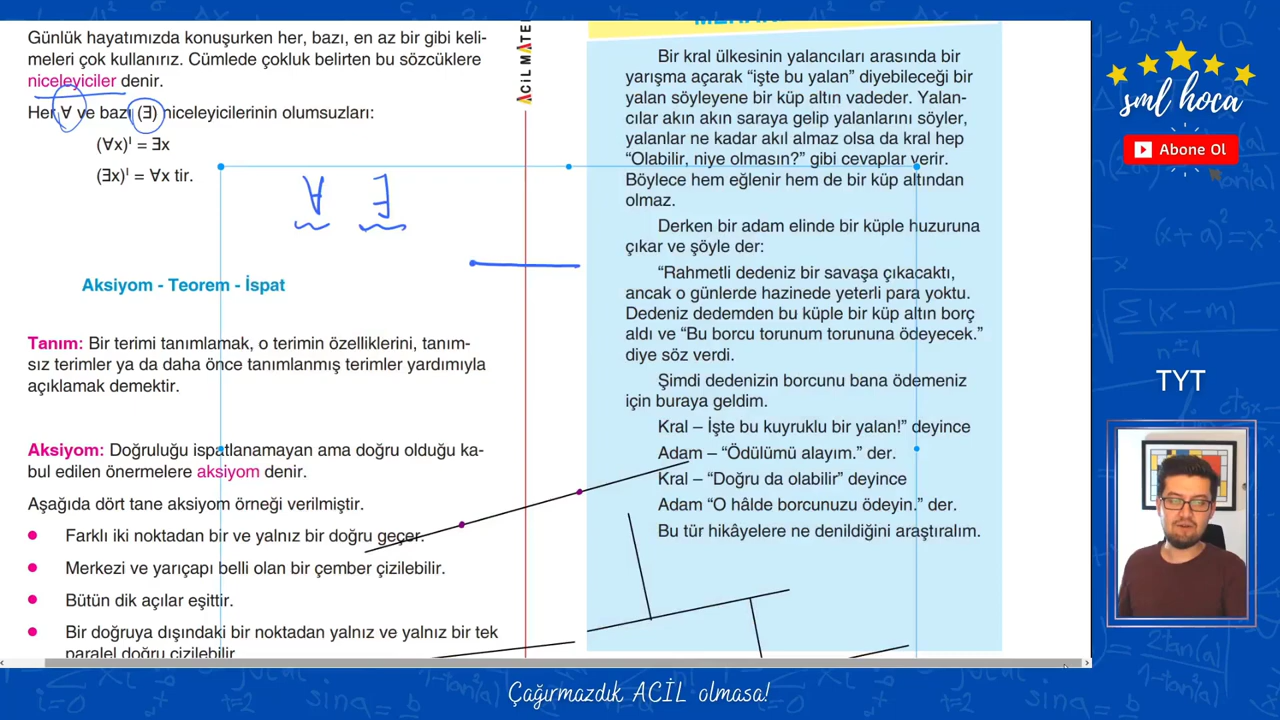 Günlük hayatımızda konuşurken her, bazı, en az bir gibi keli-
meleri çok kullanırız. Cümlede çokluk belirten bu sözcüklere
niceleyiciler denir.
Her ∀ ve bazı (∃) niceleyicilerinin olumsuzları:
(∀x)ᴵ = ∃x
(∃x)ᴵ = ∀x tir.
∀ ∃
Aksiyom - Teorem - İspat
Tanım: Bir terimi tanımlamak, o terimin özelliklerini, tanım-
sız terimler ya da daha önce tanımlanmış terimler yardımıyla
açıklamak demektir.
Aksiyom: Doğruluğu ispatlanamayan ama doğru olduğu ka-
bul edilen önermelere aksiyom denir.
Aşağıda dört tane aksiyom örneği verilmiştir.
Farklı iki noktadan bir ve yalnız bir doğru geçer.
Merkezi ve yarıçapı belli olan bir çember çizilebilir.
Bütün dik açılar eşittir.
Bir doğruya dışındaki bir noktadan yalnız ve yalnız bir tek
paralel doğru çizilebilir.
ACİL MATE
Bir kral ülkesinin yalancıları arasında bir
yarışma açarak “işte bu yalan” diyebileceği bir
yalan söyleyene bir küp altın vadeder. Yalan-
cılar akın akın saraya gelip yalanlarını söyler,
yalanlar ne kadar akıl almaz olsa da kral hep
“Olabilir, niye olmasın?” gibi cevaplar verir.
Böylece hem eğlenir hem de bir küp altından
olmaz.
Derken bir adam elinde bir küple huzuruna
çıkar ve şöyle der:
“Rahmetli dedeniz bir savaşa çıkacaktı,
ancak o günlerde hazinede yeterli para yoktu.
Dedeniz dedemden bu küple bir küp altın borç
aldı ve “Bu borcu torunum torununa ödeyecek.”
diye söz verdi.
Şimdi dedenizin borcunu bana ödemeniz
için buraya geldim.
Kral – İşte bu kuyruklu bir yalan!” deyince
Adam – “Ödülümü alayım.” der.
Kral – “Doğru da olabilir” deyince
Adam “O hâlde borcunuzu ödeyin.” der.
Bu tür hikâyelere ne denildiğini araştıralım.
sml hoca
Abone Ol
TYT
Çağırmazdık ACİL olmasa!